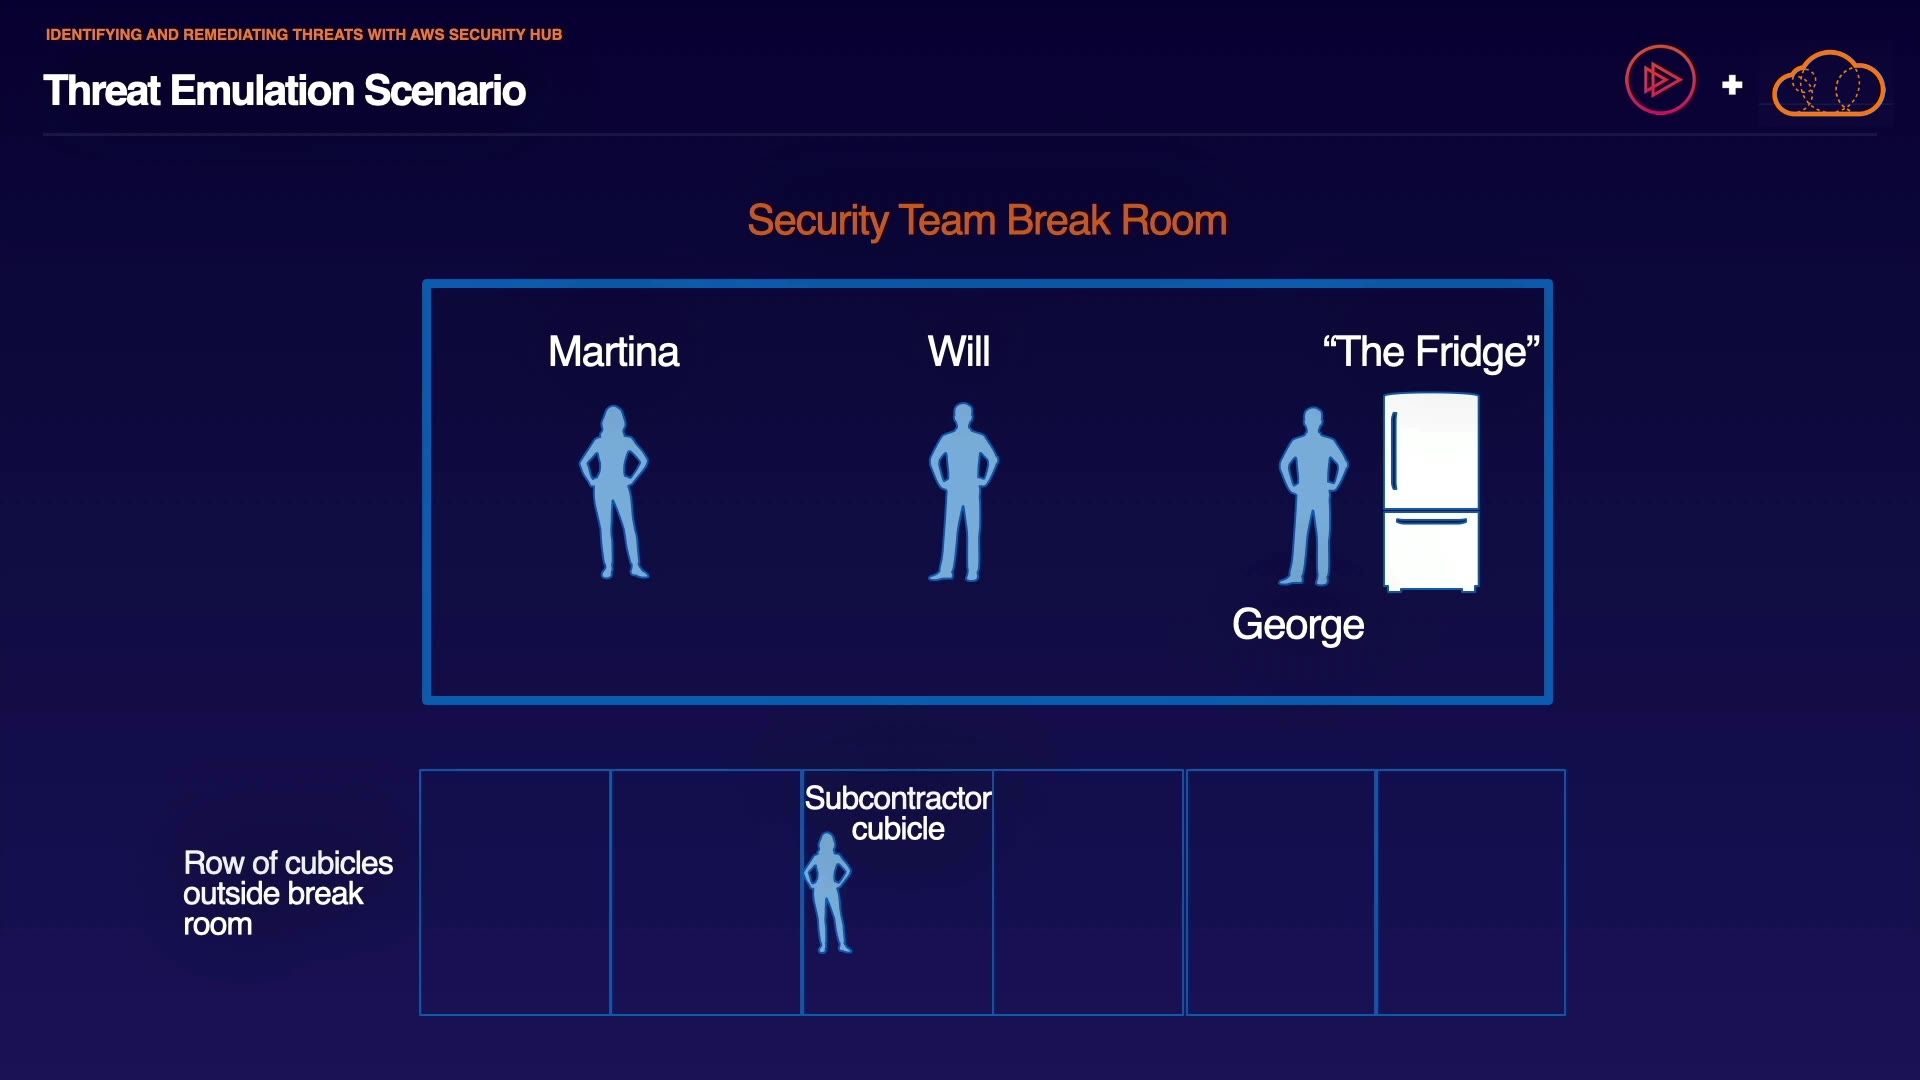 IDENTIFYING AND REMEDIATING THREATS WITH AWS SECURITY HUB
Threat Emulation Scenario
Security Team Break Room
Martina
Will
“The Fridge”
George
Subcontractor
cubicle
Row of cubicles
outside break
room